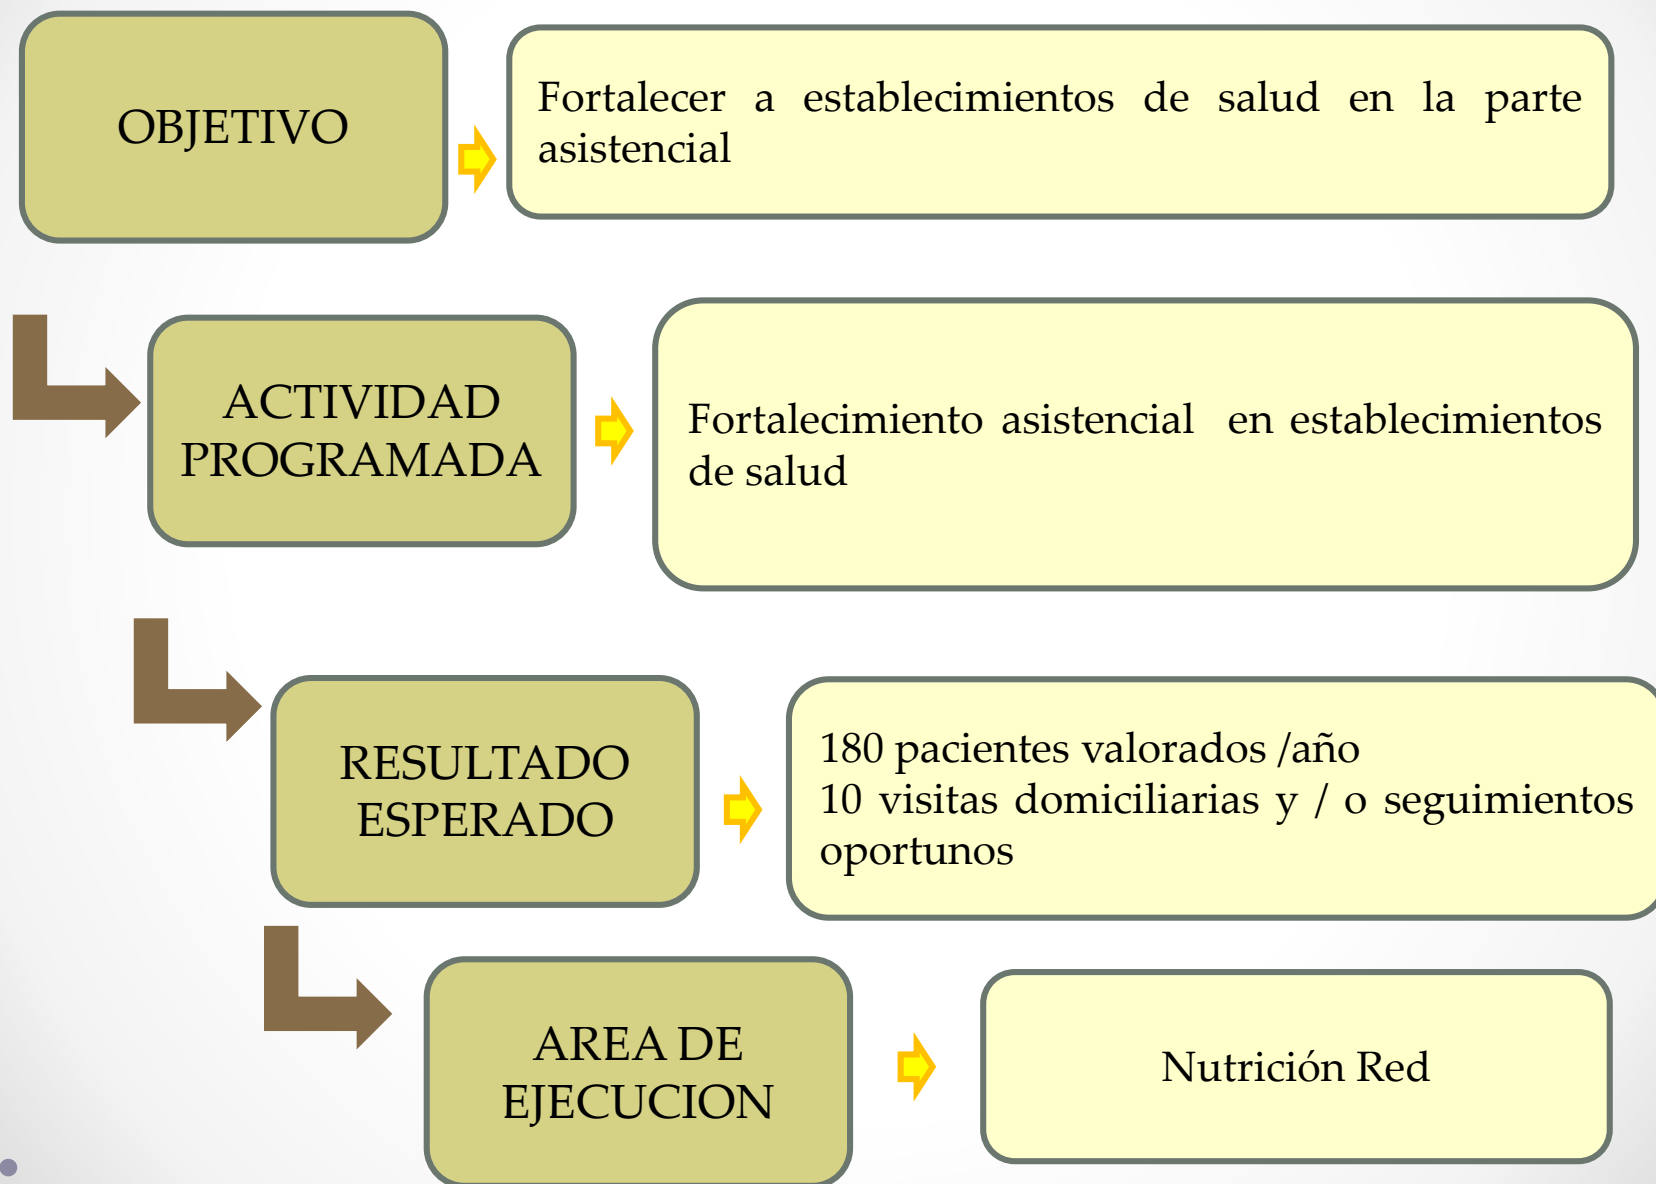 OBJETIVO
Fortalecer a establecimientos de salud en la parte
asistencial
ACTIVIDAD
PROGRAMADA
Fortalecimiento asistencial en establecimientos
de salud
RESULTADO
ESPERADO
180 pacientes valorados /año
10 visitas domiciliarias y / o seguimientos
oportunos
AREA DE
EJECUCION
Nutrición Red